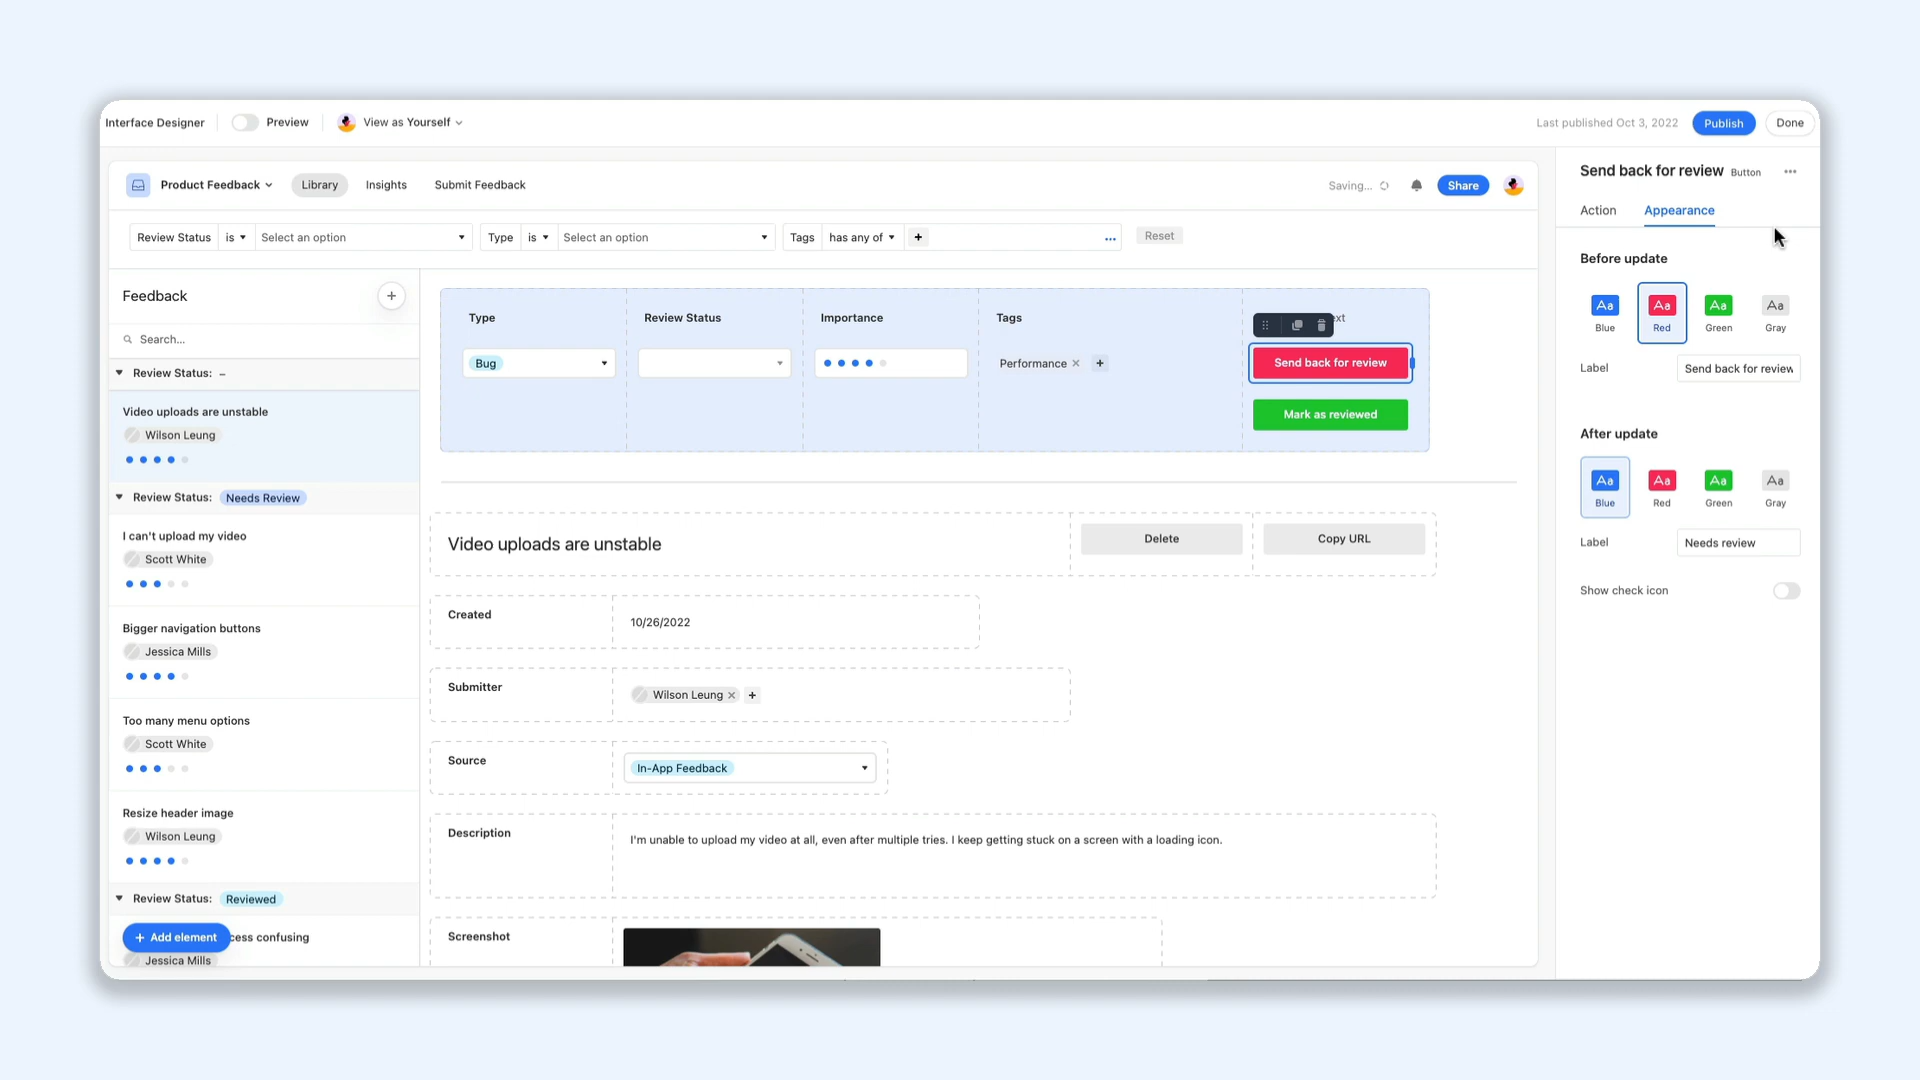 Interface Designer
Preview
View as Yourself
Last published Oct 3, 2022
Publish
Done
Product Feedback
Library
Insights
Submit Feedback
Saving...
Share
Review Status
is
Select an option
Type
is
Select an option
Tags
has any of
Reset
Feedback
Search...
Review Status: –
Video uploads are unstable
Wilson Leung
Review Status: Needs Review
I can't upload my video
Scott White
Bigger navigation buttons
Jessica Mills
Too many menu options
Scott White
Resize header image
Wilson Leung
Review Status: Reviewed
+ Add element
cess confusing
Jessica Mills
Type
Review Status
Importance
Tags
ext
Bug
Performance
Send back for review
Mark as reviewed
Video uploads are unstable
Delete
Copy URL
Created
10/26/2022
Submitter
Wilson Leung
Source
In-App Feedback
Description
I'm unable to upload my video at all, even after multiple tries. I keep getting stuck on a screen with a loading icon.
Screenshot
Send back for review Button
Action
Appearance
Before update
Aa Aa Aa Aa
Blue Red Green Gray
Label
Send back for review
After update
Aa Aa Aa Aa
Blue Red Green Gray
Label
Needs review
Show check icon